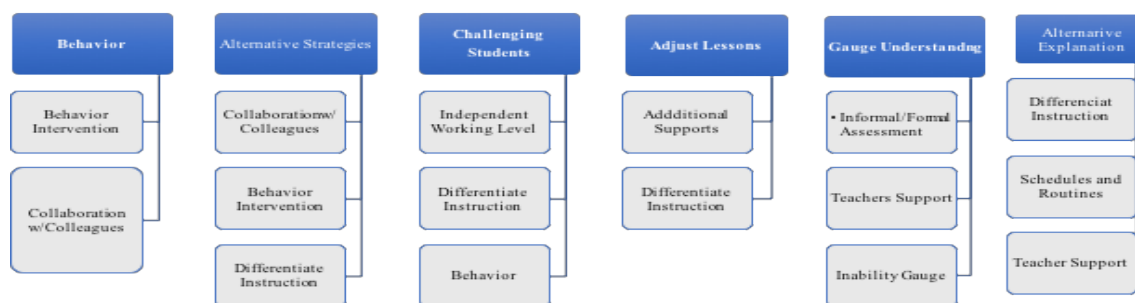 Behavior
Behavior
Intervention
Collaboration
w/Colleagues
Alternative Strategies
Collaborationw/
Colleagues
Behavior
Intervention
Differentiate
Instruction
Challenging
Students
Independent
Working Level
Differentiate
Instruction
Behavior
Adjust Lessons
Addditional
Supports
Differentiate
Instruction
Gauge Understandng
• Informal/Formal
Assessment
Teachers Support
Inability Gauge
Alternarive
Explanation
Differenciat
Instruction
Schedules and
Routines
Teacher Support